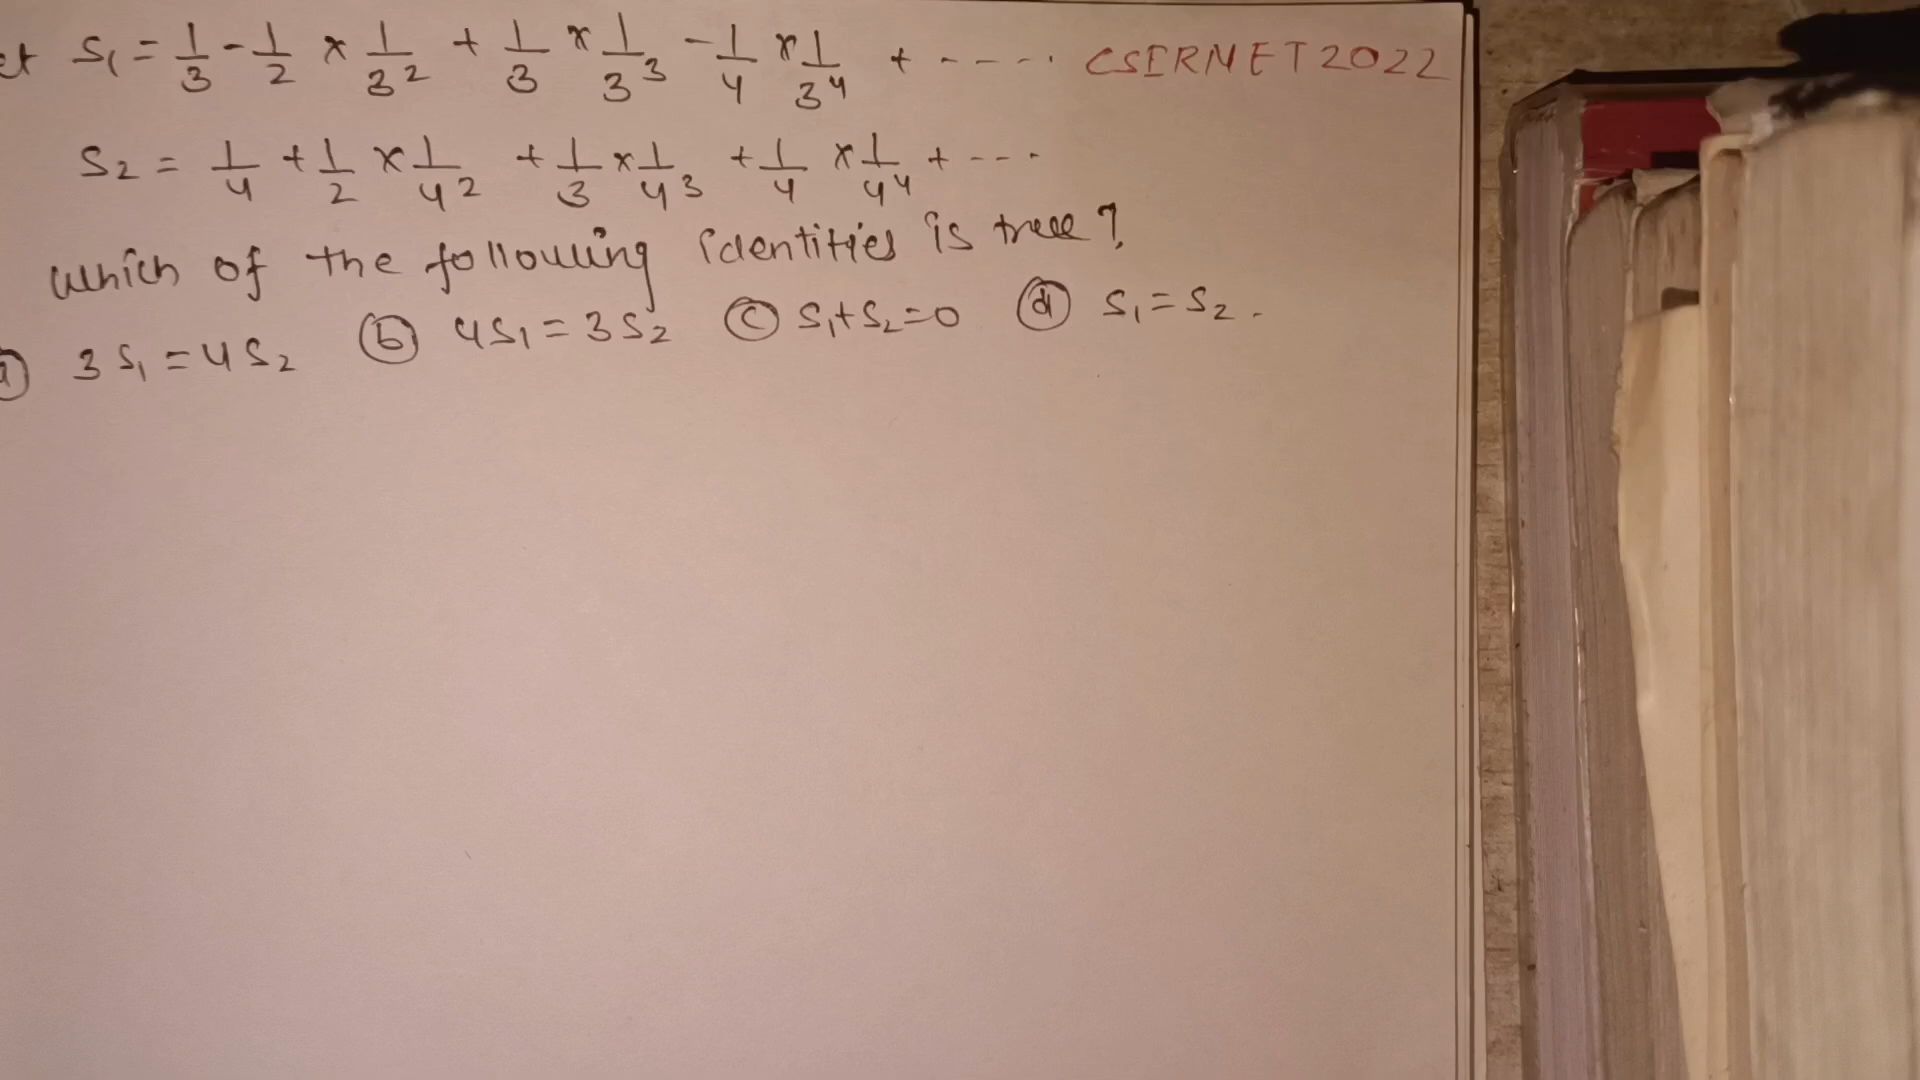 et S₁ = 1/3 - 1/2 × 1/3² + 1/3 × 1/3³ - 1/4 × 1/3⁴ + ---- . CSIRNET2022
S₂ = 1/4 + 1/2 × 1/4² + 1/3 × 1/4³ + 1/4 × 1/4⁴ + ---
which of the following identities is true?
a) 3S₁ = 4S₂ (b) 4S₁ = 3S₂ (c) S₁+S₂=0 (d) S₁=S₂.